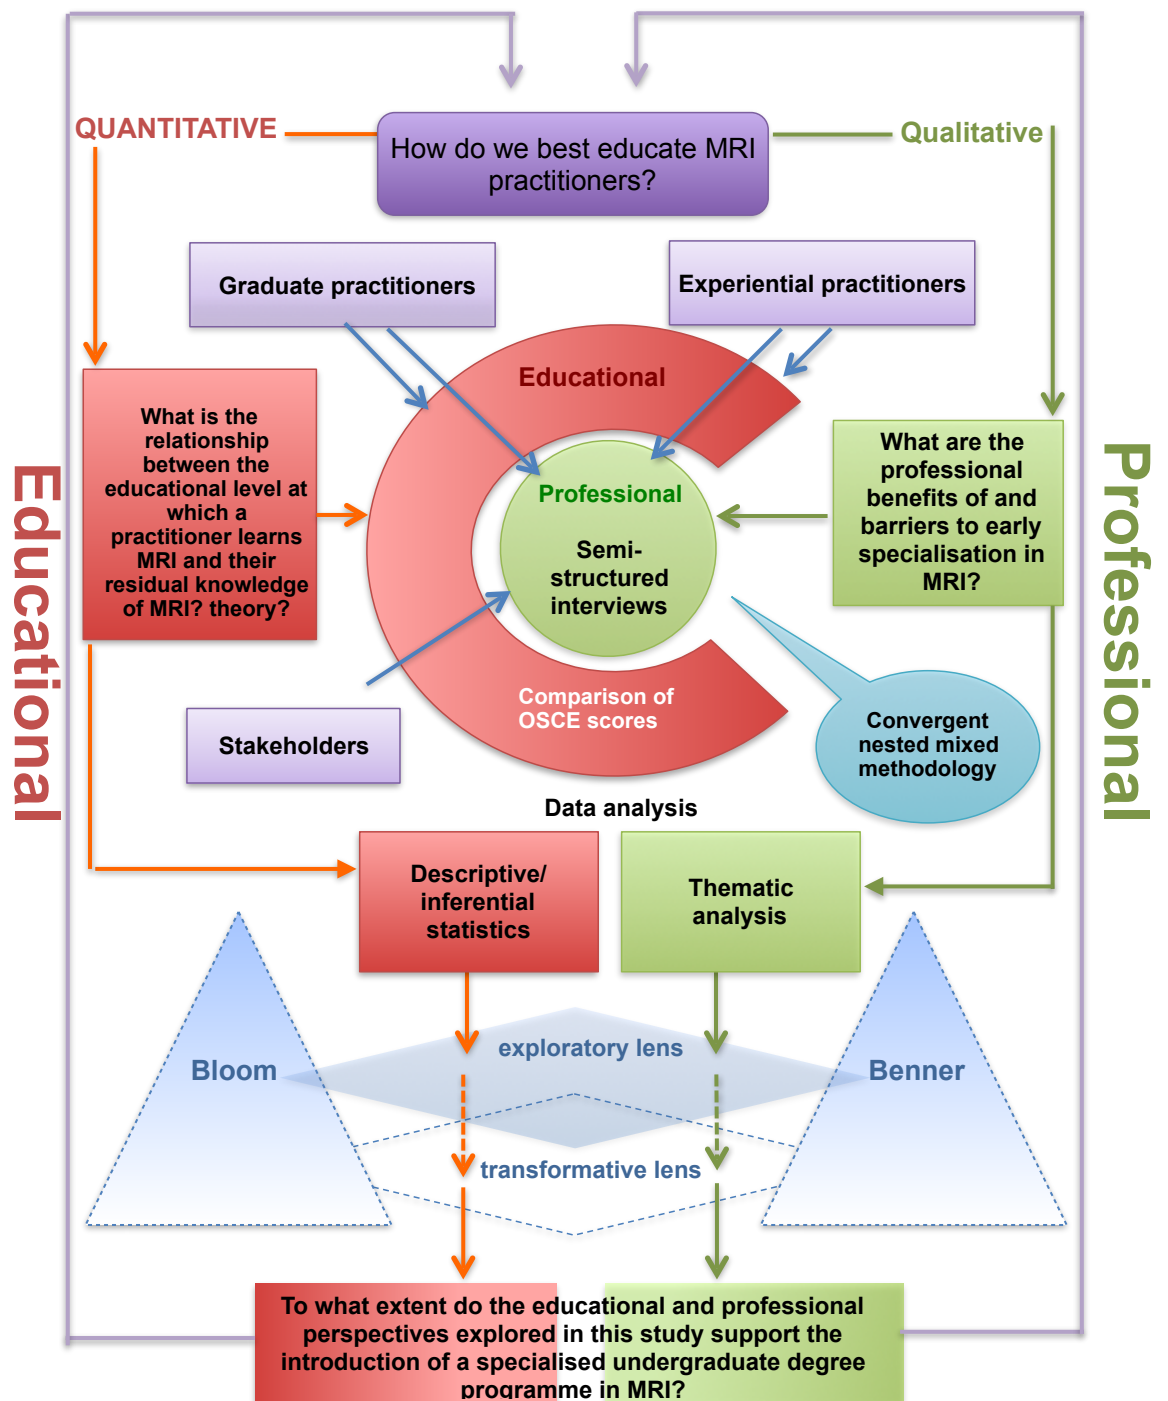 QUANTITATIVE
How do we best educate MRI
practitioners?
Qualitative
Graduate practitioners
Experiential practitioners
Educational
What is the
relationship
between the
educational level at
which a
practitioner learns
MRI and their
residual knowledge
of MRI? theory?
Professional
Semi-
structured
interviews
What are the
professional
benefits of and
barriers to early
specialisation in
MRI?
Educational
Professional
Comparison of
OSCE scores
Stakeholders
Convergent
nested mixed
methodology
Data analysis
Descriptive/
inferential
statistics
Thematic
analysis
Bloom
exploratory lens
Benner
transformative lens
To what extent do the educational and professional
perspectives explored in this study support the
introduction of a specialised undergraduate degree
programme in MRI?